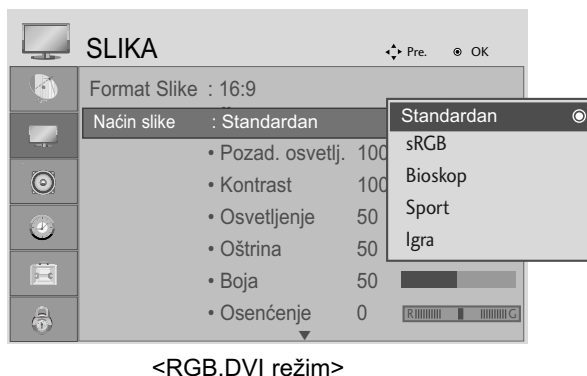 SLIKA Pre. OK
Format Slike : 16:9
Naćin slike : Standardan
• Pozad. osvetlj. 100
• Kontrast 100
• Osvetljenje 50
• Oštrina 50
• Boja 50
• Osenćenje 0 R G
Standardan
sRGB
Bioskop
Sport
Igra
<RGB,DVI režim>